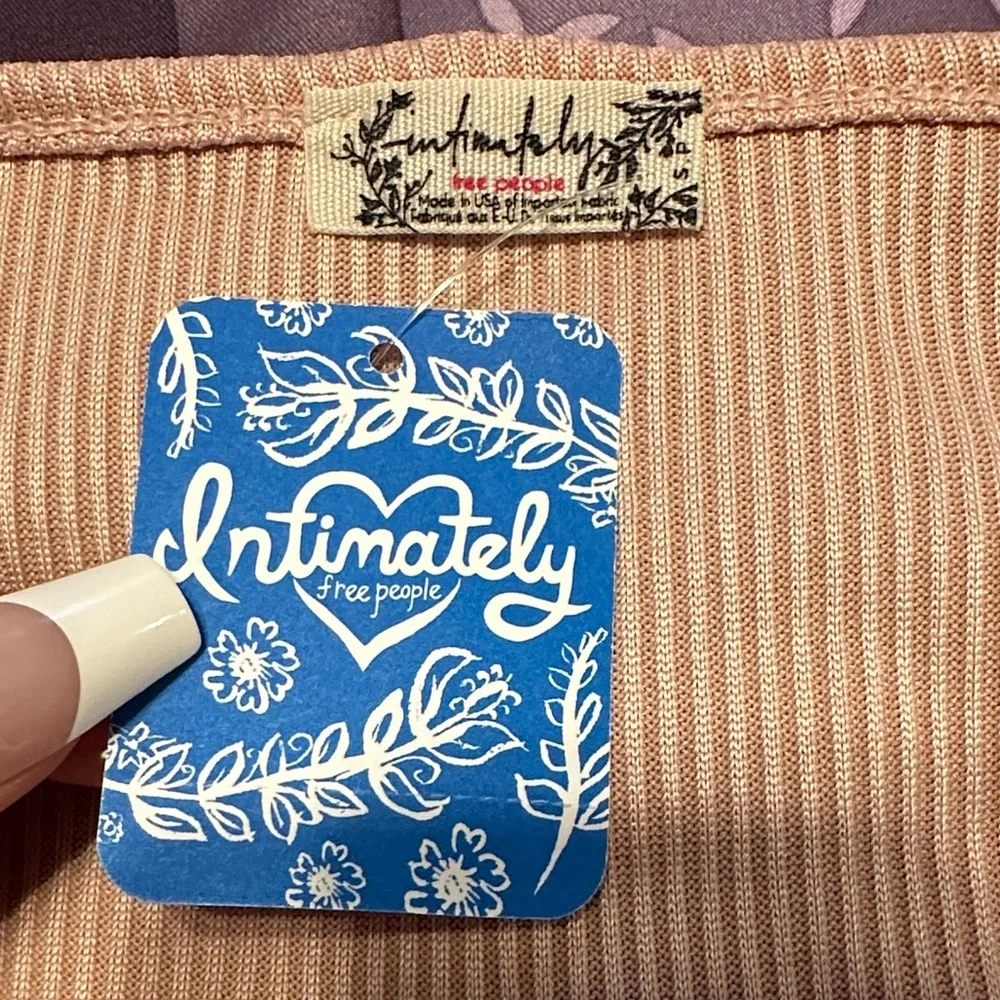 intimately
free people
Made in USA of Imported Fabric
Fabriqué aux E-U. D... Tissus Importés
S P
Intimately
free people